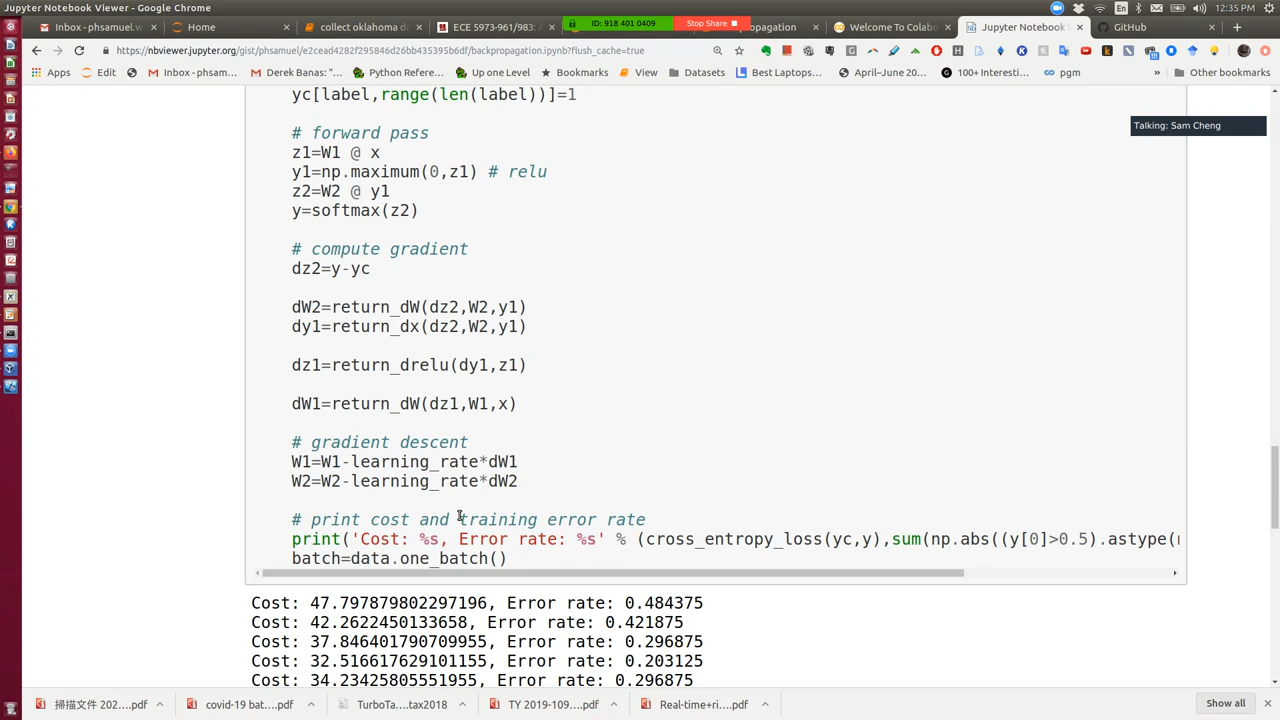 Jupyter Notebook Viewer - Google Chrome
En
12:35 PM
Inbox - phsamuel.w
Home
collect oklahoma da
ECE 5973-961/983:
ID: 918 401 0409
Stop Share
propagation
Welcome To Colab
Jupyter Notebook
GitHub
https://nbviewer.jupyter.org/gist/phsamuel/e2cead4282f295846d26bb435395b6df/backpropagation.ipynb?flush_cache=true
Apps
Edit
Inbox - phsam...
Derek Banas: "...
Python Refere...
Up one Level
Bookmarks
View
Datasets
Best Laptops...
April–June 20...
100+ Interesti...
pgm
»
Other bookmarks
Talking: Sam Cheng
yc[label,range(len(label))]=1
# forward pass
z1=W1 @ x
y1=np.maximum(0,z1) # relu
z2=W2 @ y1
y=softmax(z2)
# compute gradient
dz2=y-yc
dW2=return_dW(dz2,W2,y1)
dy1=return_dx(dz2,W2,y1)
dz1=return_drelu(dy1,z1)
dW1=return_dW(dz1,W1,x)
# gradient descent
W1=W1-learning_rate*dW1
W2=W2-learning_rate*dW2
# print cost and training error rate
print('Cost: %s, Error rate: %s' % (cross_entropy_loss(yc,y),sum(np.abs((y[0]>0.5).astype(
batch=data.one_batch()
Cost: 47.797879802297196, Error rate: 0.484375
Cost: 42.2622450133658, Error rate: 0.421875
Cost: 37.846401790709955, Error rate: 0.296875
Cost: 32.516617629101155, Error rate: 0.203125
Cost: 34.23425805551955, Error rate: 0.296875
掃描文件 202....pdf
covid-19 bat....pdf
TurboTa....tax2018
TY 2019-109....pdf
Real-time+ri....pdf
Show all